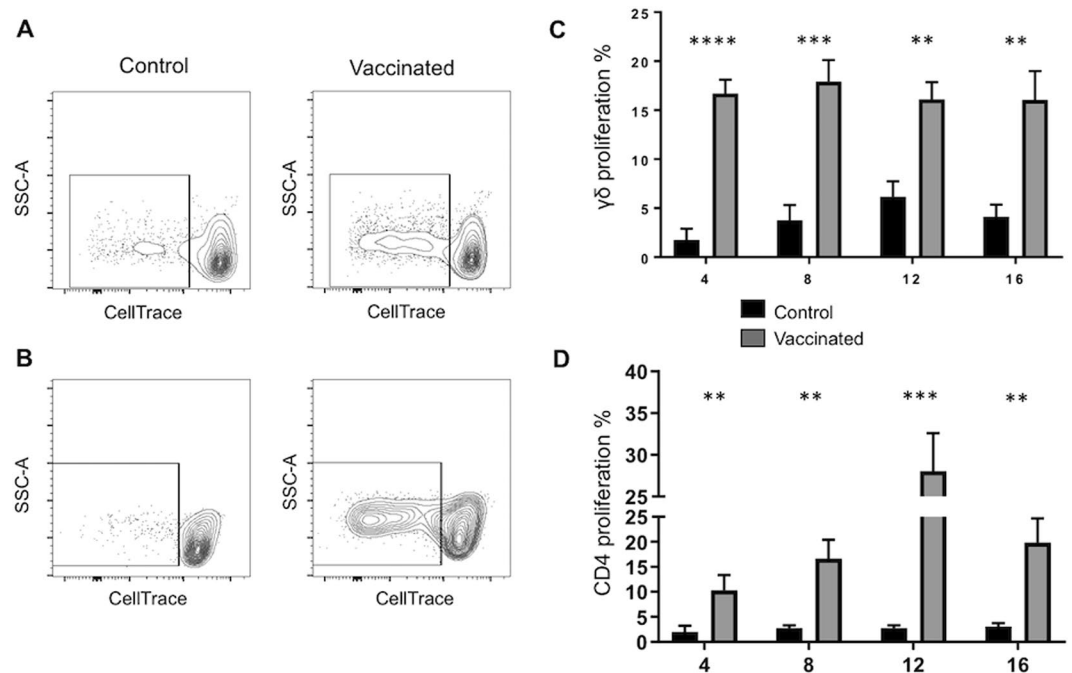 A
Control
Vaccinated
SSC-A
SSC-A
CellTrace
CellTrace
B
SSC-A
SSC-A
CellTrace
CellTrace
C
γδ proliferation %
25
20
15
10
5
0
**** *** ** **
4 8 12 16
Control
Vaccinated
D
CD4 proliferation %
40
35
30
25
25
20
15
10
5
0
** ** *** **
4 8 12 16